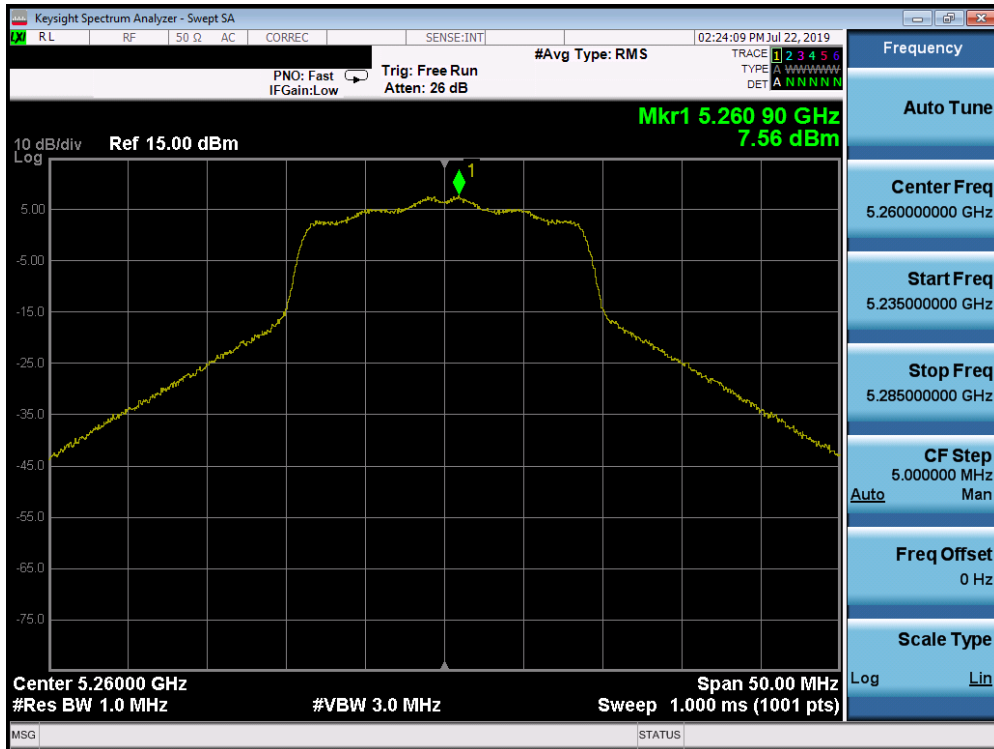 Keysight Spectrum Analyzer - Swept SA
LXI RL RF 50 Ω AC CORREC SENSE:INT 02:24:09 PM Jul 22, 2019
Frequency
#Avg Type: RMS
TRACE 1 2 3 4 5 6
PNO: Fast Trig: Free Run
TYPE A W W W W W
IFGain:Low Atten: 26 dB
DET A N N N N N
Auto Tune
Mkr1 5.260 90 GHz
7.56 dBm
10 dB/div Ref 15.00 dBm
Log
1
5.00
-5.00
-15.0
-25.0
-35.0
-45.0
-55.0
-65.0
-75.0
Center Freq
5.260000000 GHz
Start Freq
5.235000000 GHz
Stop Freq
5.285000000 GHz
CF Step
5.000000 MHz
Auto Man
Freq Offset
0 Hz
Scale Type
Log Lin
Center 5.26000 GHz Span 50.00 MHz
#Res BW 1.0 MHz #VBW 3.0 MHz Sweep 1.000 ms (1001 pts)
MSG STATUS